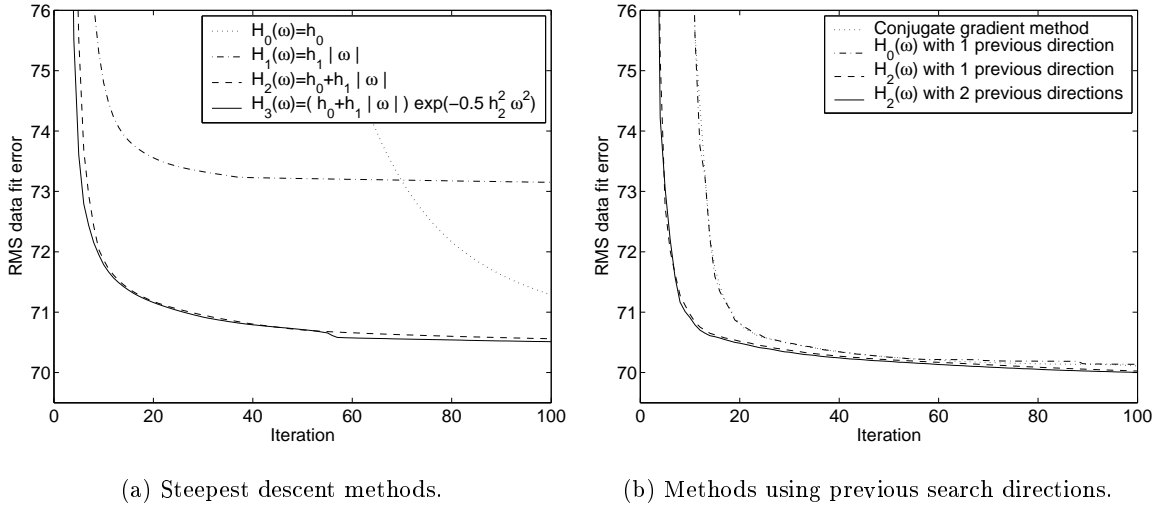 76
75
74
73
72
71
70
0
20
40
60
80
100
RMS data fit error
Iteration
H₀(ω)=h₀
H₁(ω)=h₁ | ω |
H₂(ω)=h₀+h₁ | ω |
H₃(ω)=( h₀+h₁ | ω | ) exp(−0.5 h₂² ω²)
(a) Steepest descent methods.
76
75
74
73
72
71
70
0
20
40
60
80
100
RMS data fit error
Iteration
Conjugate gradient method
H₀(ω) with 1 previous direction
H₂(ω) with 1 previous direction
H₂(ω) with 2 previous directions
(b) Methods using previous search directions.